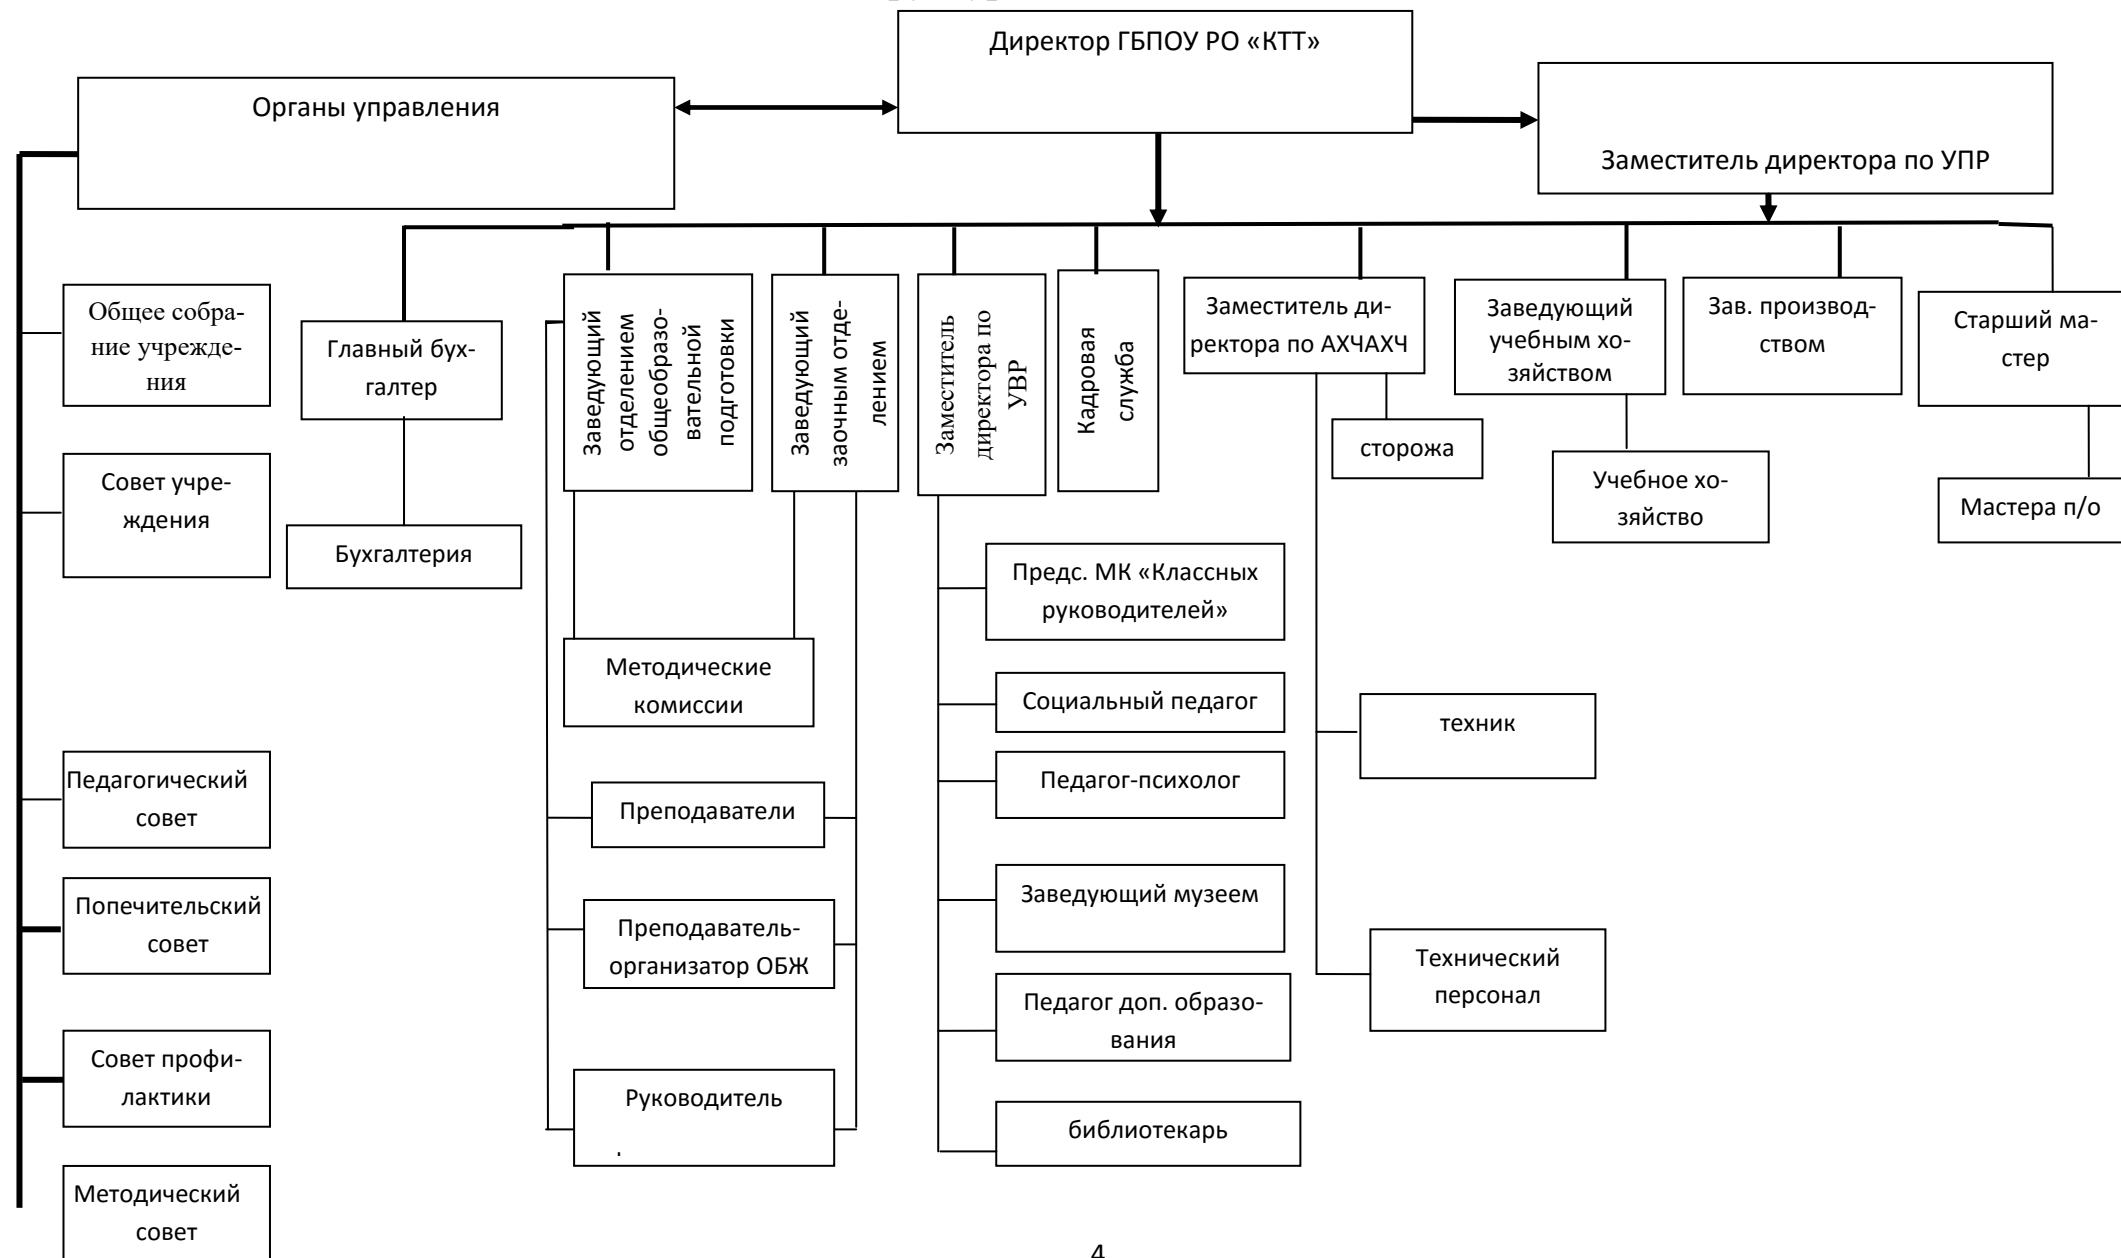 Директор ГБПОУ РО «КТТ»
Органы управления
Заместитель директора по УПР
Общее собра-
ние учрежде-
ния
Совет учре-
ждения
Педагогический
совет
Попечительский
совет
Совет профи-
лактики
Методический
совет
Главный бух-
галтер
Бухгалтерия
Заведующий
отделением
общеобразо-
вательной
подготовки
Заведующий
заочным отде-
лением
Методические
комиссии
Преподаватели
Преподаватель-
организатор ОБЖ
Руководитель
Заместитель
директора по
УВР
Предс. МК «Классных
руководителей»
Социальный педагог
Педагог-психолог
Заведующий музеем
Педагог доп. образо-
вания
библиотекарь
Кадровая
служба
Заместитель ди-
ректора по АХЧАХЧ
сторожа
техник
Технический
персонал
Заведующий
учебным хо-
зяйством
Учебное хо-
зяйство
Зав. производ-
ством
Старший ма-
стер
Мастера п/о
4